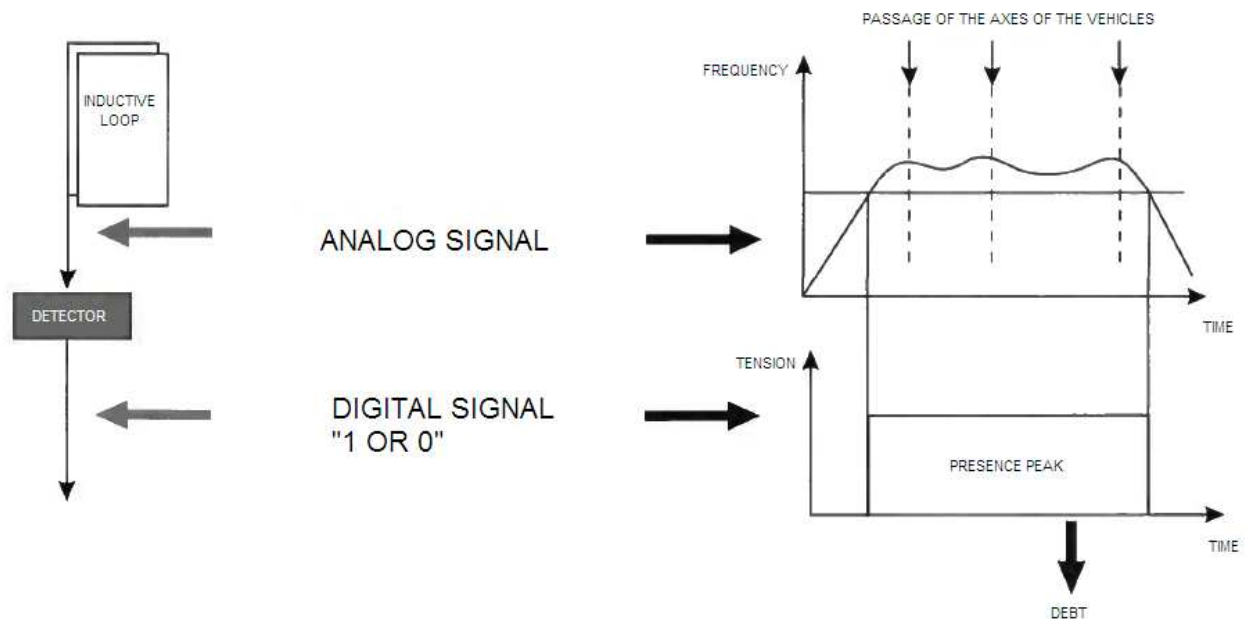 PASSAGE OF THE AXES OF THE VEHICLES
FREQUENCY
INDUCTIVE
LOOP
ANALOG SIGNAL
DETECTOR
TIME
TENSION
DIGITAL SIGNAL
"1 OR 0"
PRESENCE PEAK
TIME
DEBT